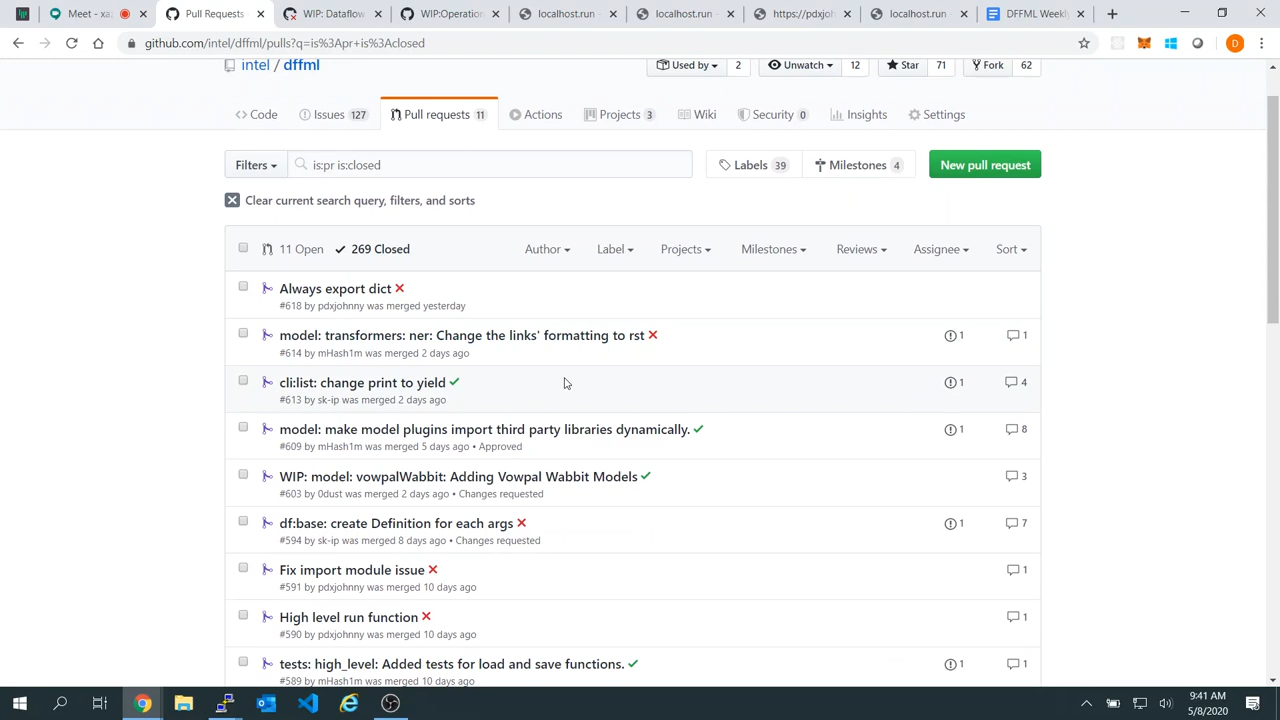 Meet - xa
Pull Requests -
WIP: Dataflow
WIP:Operation
localhost.run -
localhost.run -
https://pdxjoh
localhost.run -
DFFML Weekly
github.com/intel/dffml/pulls?q=is%3Apr+is%3Aclosed
D
intel / dffml
Used by 2
Unwatch 12
Star 71
Fork 62
Code
Issues 127
Pull requests 11
Actions
Projects 3
Wiki
Security 0
Insights
Settings
Filters
is:pr is:closed
Labels 39
Milestones 4
New pull request
Clear current search query, filters, and sorts
11 Open
269 Closed
Author
Label
Projects
Milestones
Reviews
Assignee
Sort
Always export dict
#618 by pdxjohnny was merged yesterday
model: transformers: ner: Change the links' formatting to rst
1
1
#614 by mHash1m was merged 2 days ago
cli:list: change print to yield
1
4
#613 by sk-ip was merged 2 days ago
model: make model plugins import third party libraries dynamically.
1
8
#609 by mHash1m was merged 5 days ago • Approved
WIP: model: vowpalWabbit: Adding Vowpal Wabbit Models
3
#603 by 0dust was merged 2 days ago • Changes requested
df:base: create Definition for each args
1
7
#594 by sk-ip was merged 8 days ago • Changes requested
Fix import module issue
1
#591 by pdxjohnny was merged 10 days ago
High level run function
1
#590 by pdxjohnny was merged 10 days ago
tests: high_level: Added tests for load and save functions.
1
1
#589 by mHash1m was merged 10 days ago
9:41 AM
5/8/2020